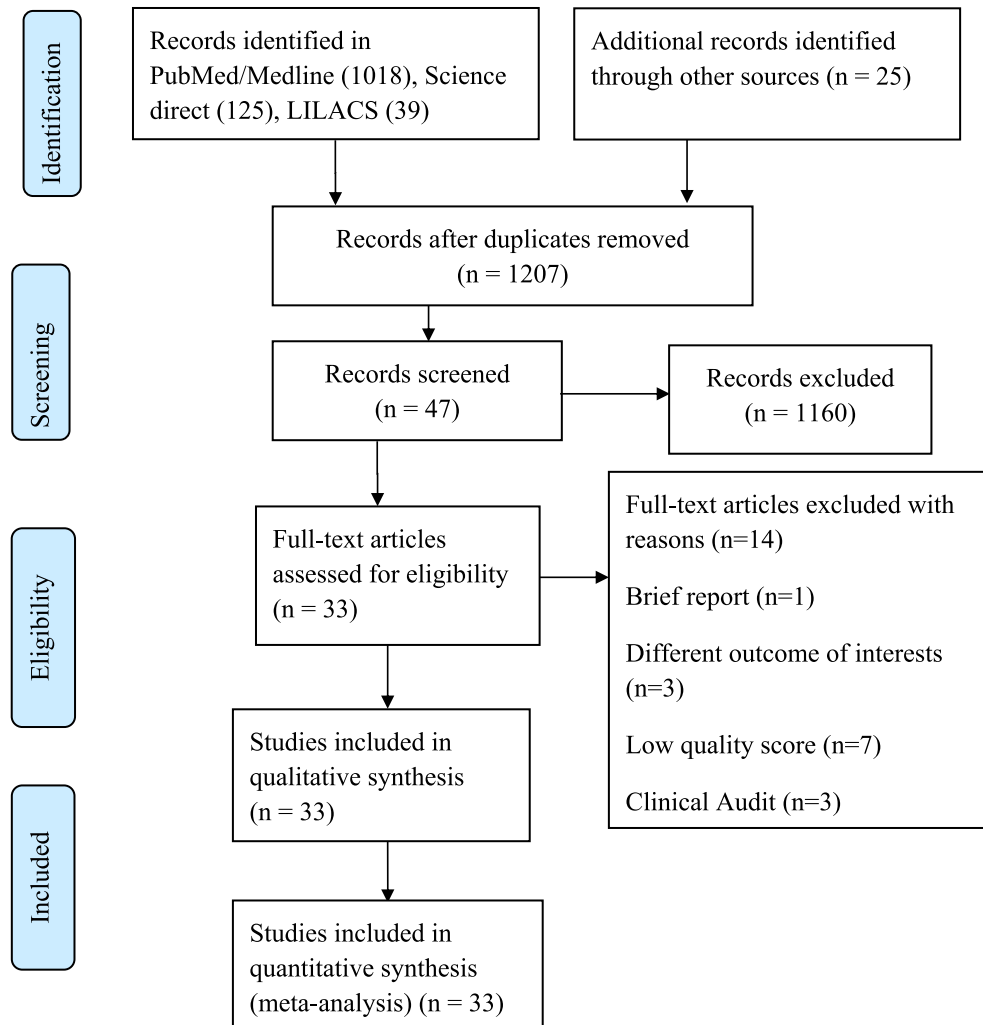 Identification
Records identified in
PubMed/Medline (1018), Science
direct (125), LILACS (39)
Additional records identified
through other sources (n = 25)
Records after duplicates removed
(n = 1207)
Screening
Records screened
(n = 47)
Records excluded
(n = 1160)
Eligibility
Full-text articles
assessed for eligibility
(n = 33)
Full-text articles excluded with
reasons (n=14)
Brief report (n=1)
Different outcome of interests
(n=3)
Low quality score (n=7)
Clinical Audit (n=3)
Included
Studies included in
qualitative synthesis
(n = 33)
Studies included in
quantitative synthesis
(meta-analysis) (n = 33)